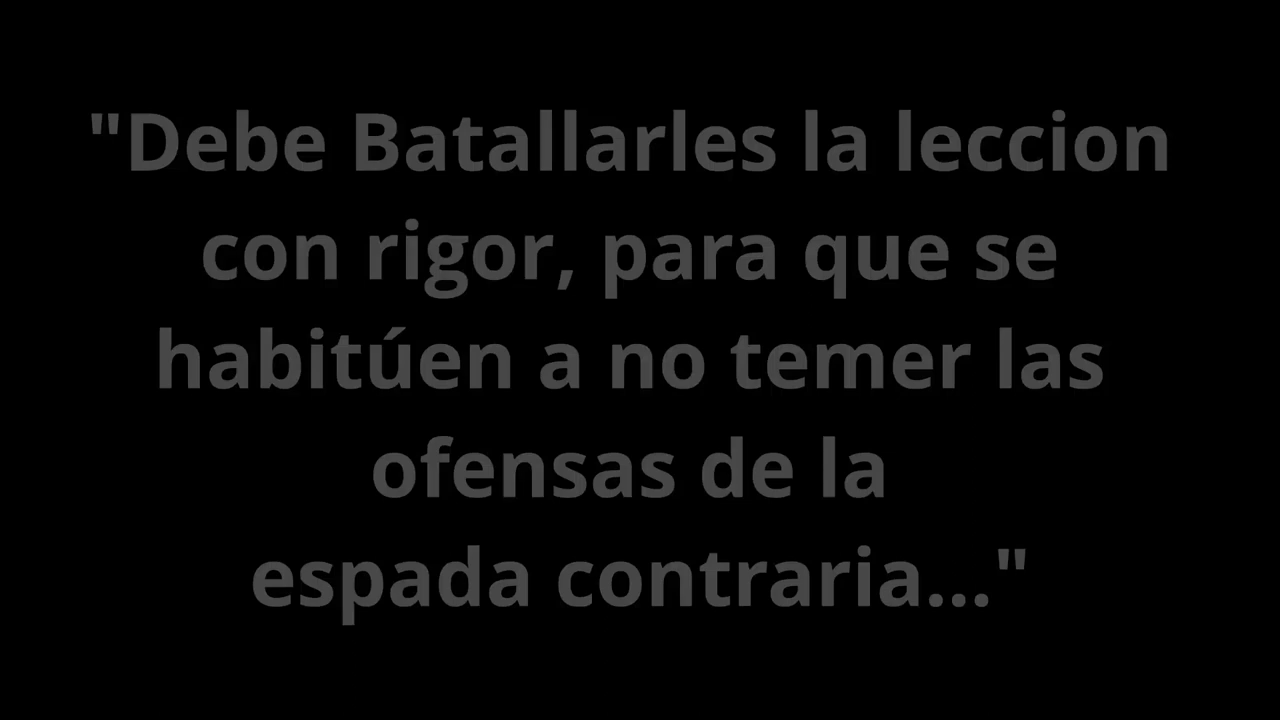 "Debe Batallarles la leccion
con rigor, para que se
habitúen a no temer las
ofensas de la
espada contraria..."